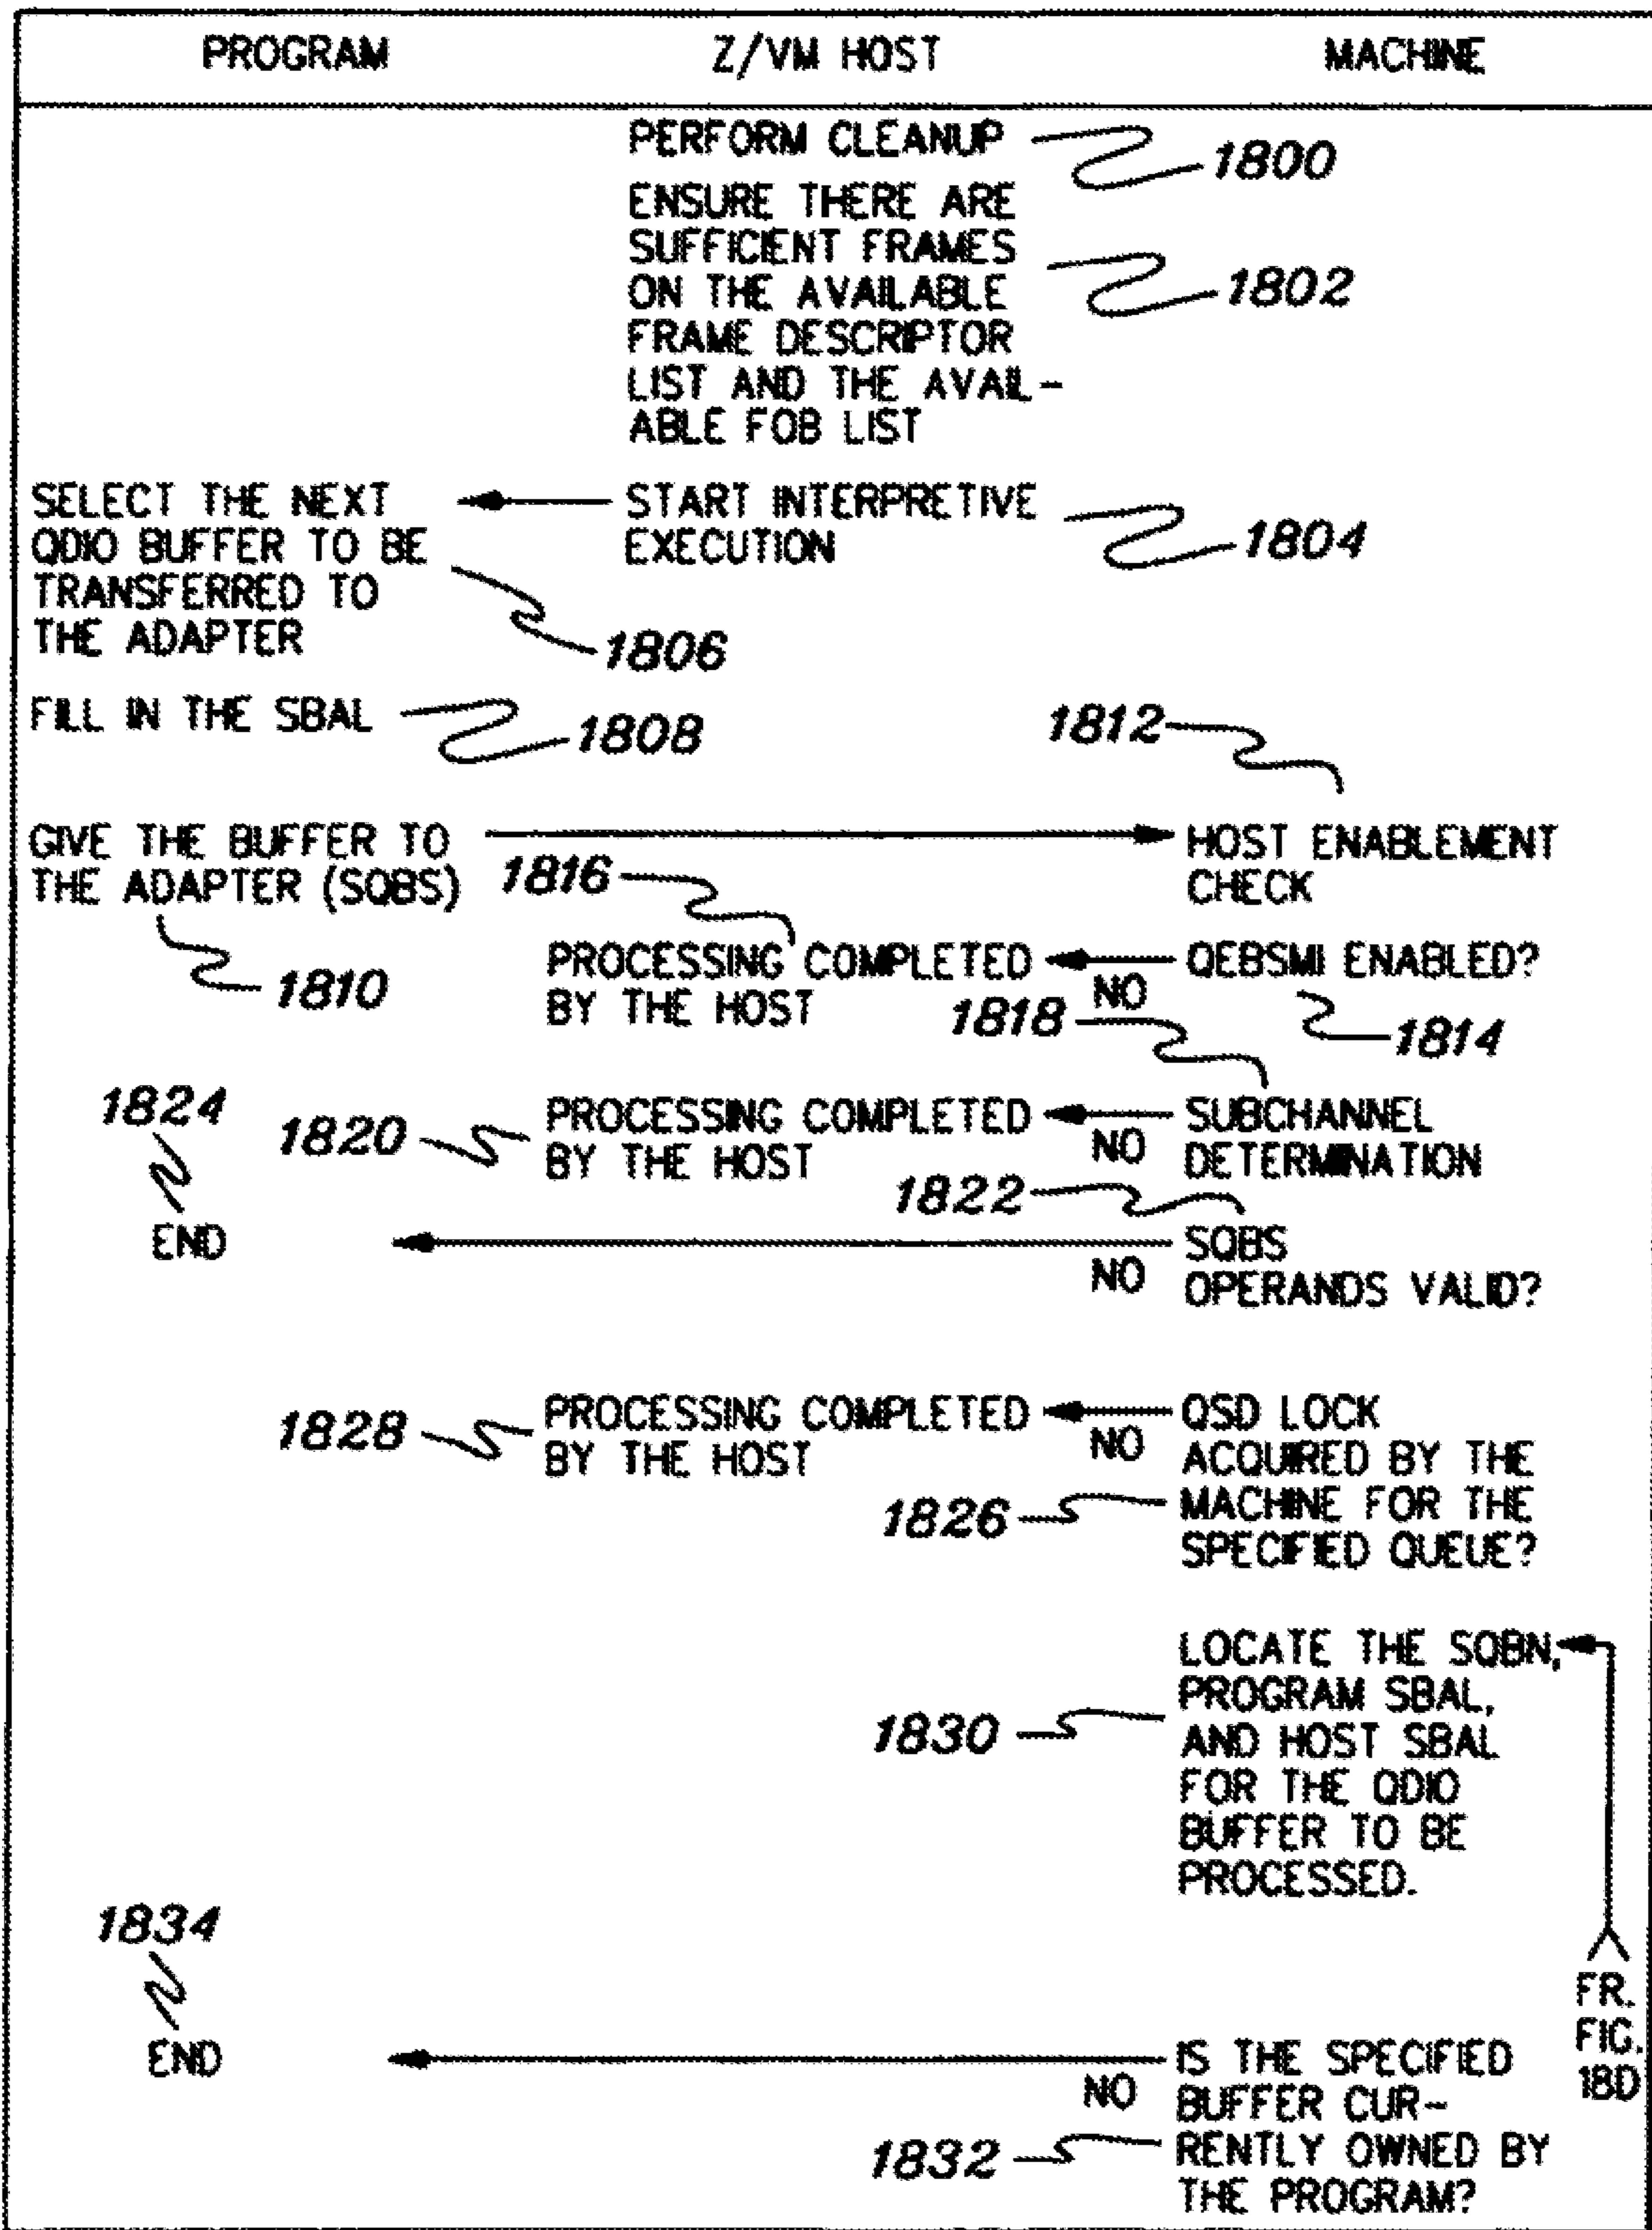 PROGRAM Z/VM HOST MACHINE
PERFORM CLEANUP 1800
ENSURE THERE ARE
SUFFICIENT FRAMES
ON THE AVAILABLE 1802
FRAME DESCRIPTOR
LIST AND THE AVAIL-
ABLE FOB LIST
SELECT THE NEXT START INTERPRETIVE
QDIO BUFFER TO BE EXECUTION 1804
TRANSFERRED TO
THE ADAPTER 1806
FILL IN THE SBAL 1808 1812
GIVE THE BUFFER TO HOST ENABLEMENT
THE ADAPTER (SQBS) 1816 CHECK
PROCESSING COMPLETED QEBSMI ENABLED?
1810 BY THE HOST NO
1818 1814
1824 1820 PROCESSING COMPLETED SUBCHANNEL
BY THE HOST NO DETERMINATION
1822
END SQBS
NO OPERANDS VALID?
1828 PROCESSING COMPLETED QSD LOCK
BY THE HOST NO ACQUIRED BY THE
1826 MACHINE FOR THE
SPECIFIED QUEUE?
LOCATE THE SQBN,
PROGRAM SBAL,
1830 AND HOST SBAL
FOR THE QDIO
BUFFER TO BE
PROCESSED.
1834
FR.
FIG.
18D
END IS THE SPECIFIED
NO BUFFER CUR-
1832 RENTLY OWNED BY
THE PROGRAM?